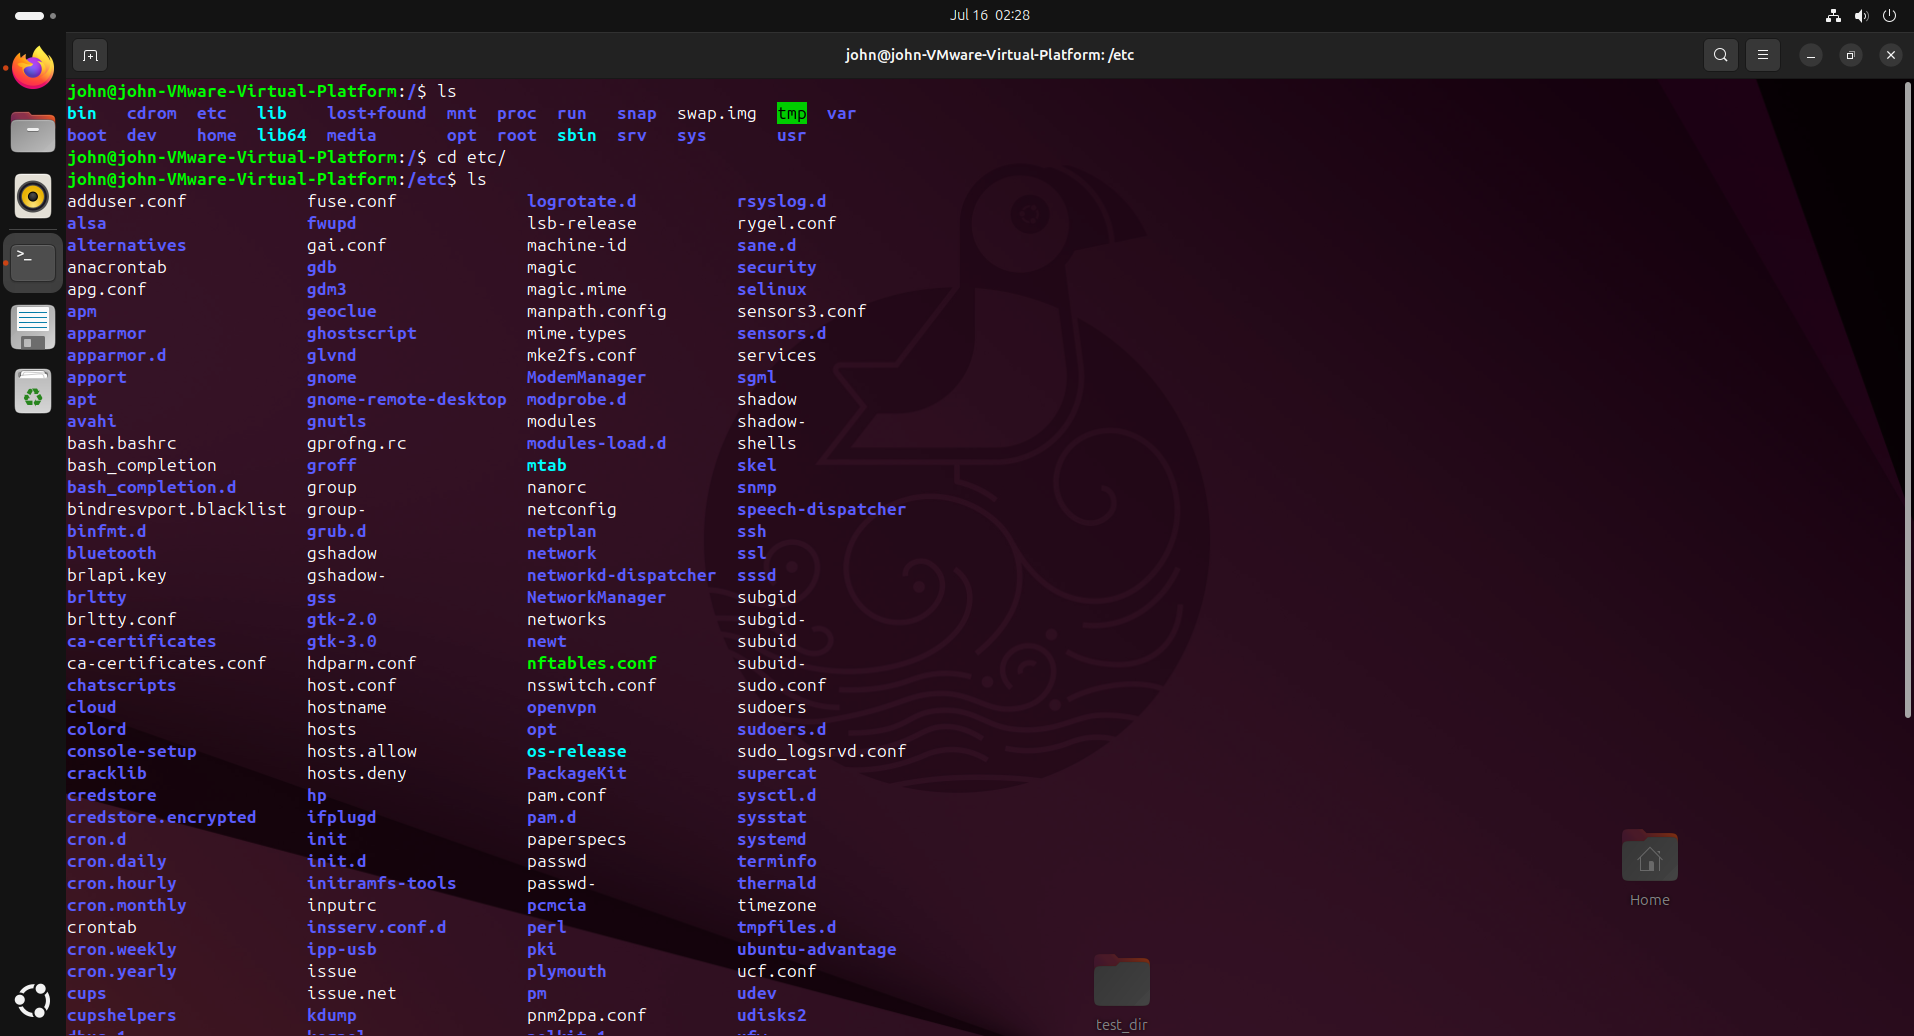 Jul 16 02:28
john@john-VMware-Virtual-Platform: /etc
john@john-VMware-Virtual-Platform:/$ ls
bin cdrom etc lib lost+found mnt proc run snap swap.img tmp var
boot dev home lib64 media opt root sbin srv sys usr
john@john-VMware-Virtual-Platform:/$ cd etc/
john@john-VMware-Virtual-Platform:/etc$ ls
adduser.conf fuse.conf logrotate.d rsyslog.d
alsa fwupd lsb-release rygel.conf
alternatives gai.conf machine-id sane.d
anacrontab gdb magic security
apg.conf gdm3 magic.mime selinux
apm geoclue manpath.config sensors3.conf
apparmor ghostscript mime.types sensors.d
apparmor.d glvnd mke2fs.conf services
apport gnome ModemManager sgml
apt gnome-remote-desktop modprobe.d shadow
avahi gnutls modules shadow-
bash.bashrc gprofng.rc modules-load.d shells
bash_completion groff mtab skel
bash_completion.d group nanorc snmp
bindresvport.blacklist group- netconfig speech-dispatcher
binfmt.d grub.d netplan ssh
bluetooth gshadow network ssl
brlapi.key gshadow- networkd-dispatcher sssd
brltty gss NetworkManager subgid
brltty.conf gtk-2.0 networks subgid-
ca-certificates gtk-3.0 newt subuid
ca-certificates.conf hdparm.conf nftables.conf subuid-
chatscripts host.conf nsswitch.conf sudo.conf
cloud hostname openvpn sudoers
colord hosts opt sudoers.d
console-setup hosts.allow os-release sudo_logsrvd.conf
cracklib hosts.deny PackageKit supercat
credstore hp pam.conf sysctl.d
credstore.encrypted ifplugd pam.d sysstat
cron.d init paperspecs systemd
cron.daily init.d passwd terminfo
cron.hourly initramfs-tools passwd- thermald
cron.monthly inputrc pcmcia timezone
crontab insserv.conf.d perl tmpfiles.d
cron.weekly ipp-usb pki ubuntu-advantage
cron.yearly issue plymouth ucf.conf
cups issue.net pm udev
cupshelpers kdump pnm2ppa.conf udisks2
Home
test_dir